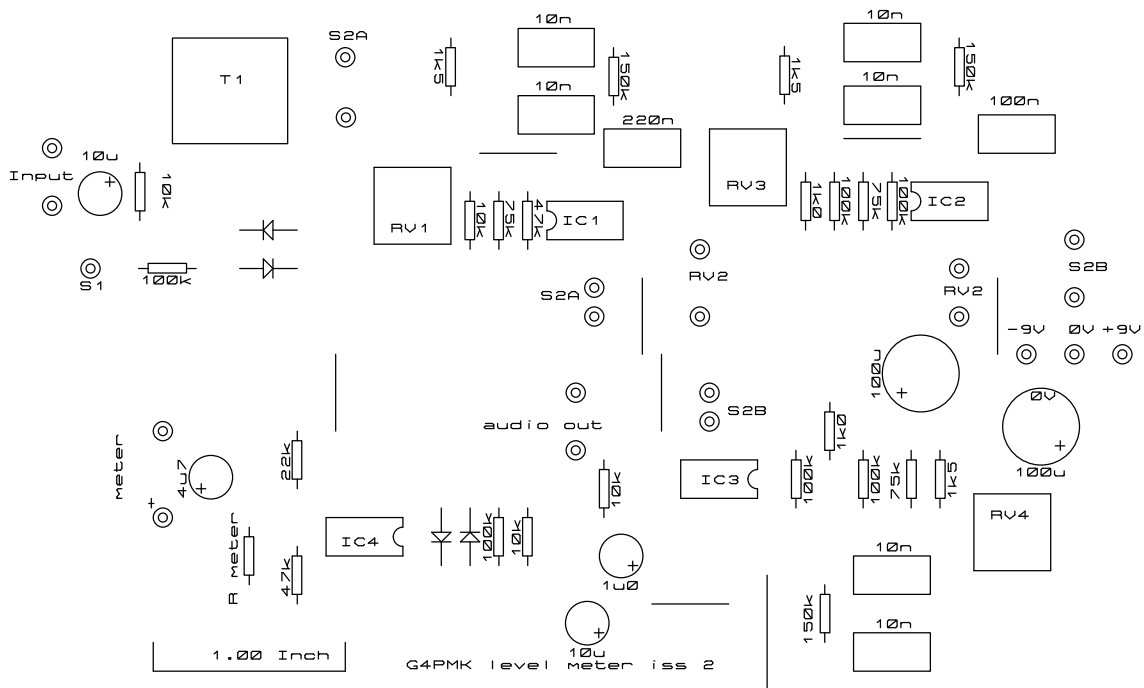 10n
10n
S2A
1k5
150k
1k5
150k
T1
10n
10n
100n
220n
10u
+
Input
10k
RV3
RV1
10k
75k
47k
IC1
1k0
100k
75k
100k
IC2
S1
100k
RV2
S2B
S2A
RV2
-9V
0V
+9V
100u
+
0V
+
100u
S2B
audio out
1k0
meter
+
4u7
+
22k
10k
IC3
100k
100k
75k
1k5
RV4
R meter
47k
IC4
100k
10k
+
1u0
10n
150k
10n
+
10u
1.00 Inch
G4PMK level meter iss 2